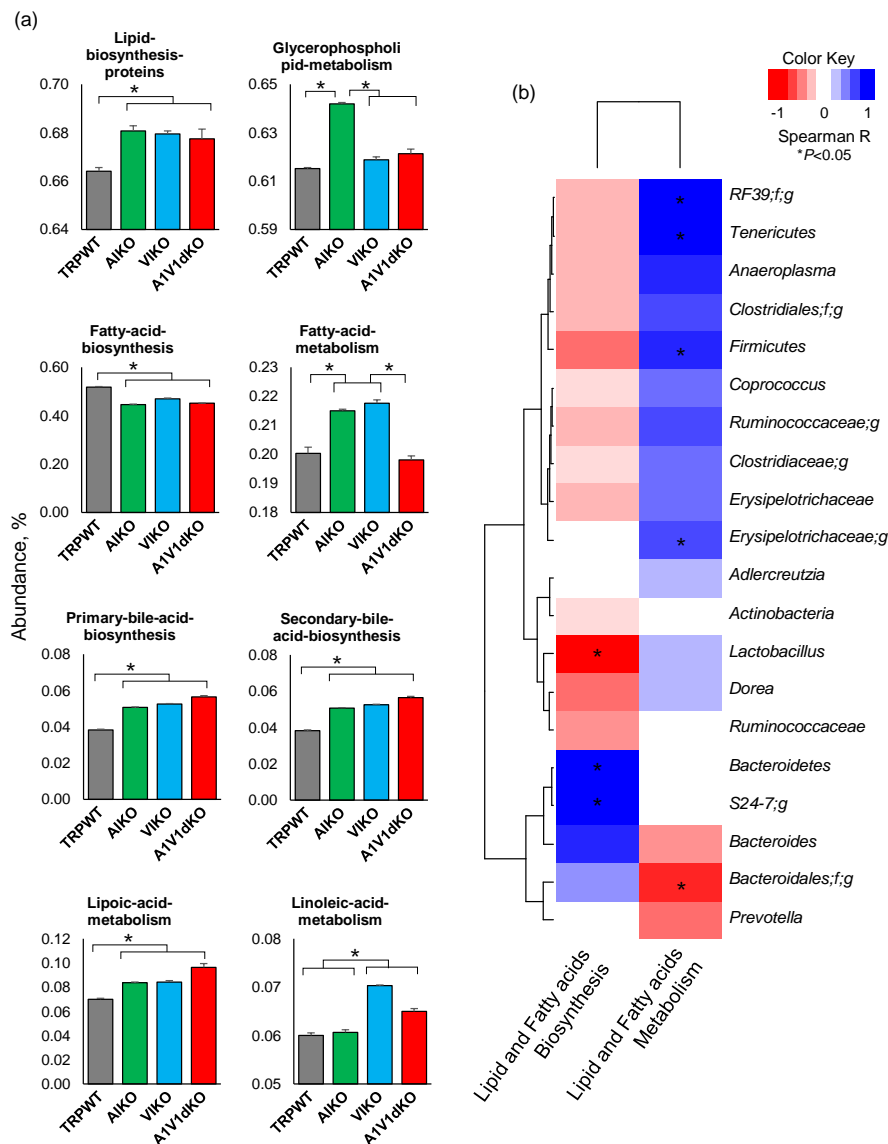 (a)
Lipid-
biosynthesis-
proteins
0.70
0.68
0.66
0.64
*
TRPWT
AIKO
VIKO
A1V1dKO
Glycerophospholi
pid-metabolism
0.65
0.63
0.61
0.59
*
*
TRPWT
AIKO
VIKO
A1V1dKO
Fatty-acid-
biosynthesis
0.60
0.40
0.20
0.00
*
TRPWT
AIKO
VIKO
A1V1dKO
Fatty-acid-
metabolism
0.23
0.22
0.21
0.20
0.19
0.18
*
*
TRPWT
AIKO
VIKO
A1V1dKO
Abundance, %
Primary-bile-acid-
biosynthesis
0.08
0.06
0.04
0.02
0.00
*
TRPWT
AIKO
VIKO
A1V1dKO
Secondary-bile-
acid-biosynthesis
0.08
0.06
0.04
0.02
0.00
*
TRPWT
AIKO
VIKO
A1V1dKO
Lipoic-acid-
metabolism
0.12
0.10
0.08
0.06
0.04
0.02
0.00
*
TRPWT
AIKO
VIKO
A1V1dKO
Linoleic-acid-
metabolism
0.08
0.07
0.06
0.05
*
TRPWT
AIKO
VIKO
A1V1dKO
(b)
Color Key
-1 0 1
Spearman R
*P<0.05
* RF39;f;g
* Tenericutes
Anaeroplasma
Clostridiales;f;g
* Firmicutes
Coprococcus
Ruminococcaceae;g
Clostridiaceae;g
Erysipelotrichaceae
* Erysipelotrichaceae;g
Adlercreutzia
Actinobacteria
* Lactobacillus
Dorea
Ruminococcaceae
* Bacteroidetes
* S24-7;g
Bacteroides
* Bacteroidales;f;g
Prevotella
Lipid and Fatty acids
Biosynthesis
Lipid and Fatty acids
Metabolism